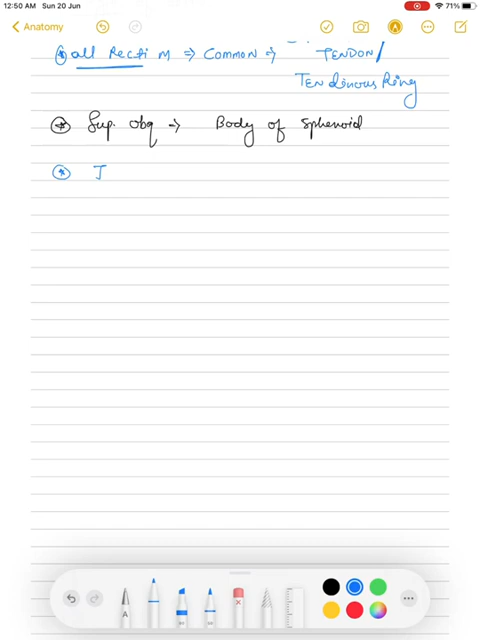 12:50 AM Sun 20 Jun 71%
Anatomy
all Recti M ⇒ COMMON ⇒ TENDON/
TENdinous Ring
Sup. obq ⇒ Body of sphenoid
I
A